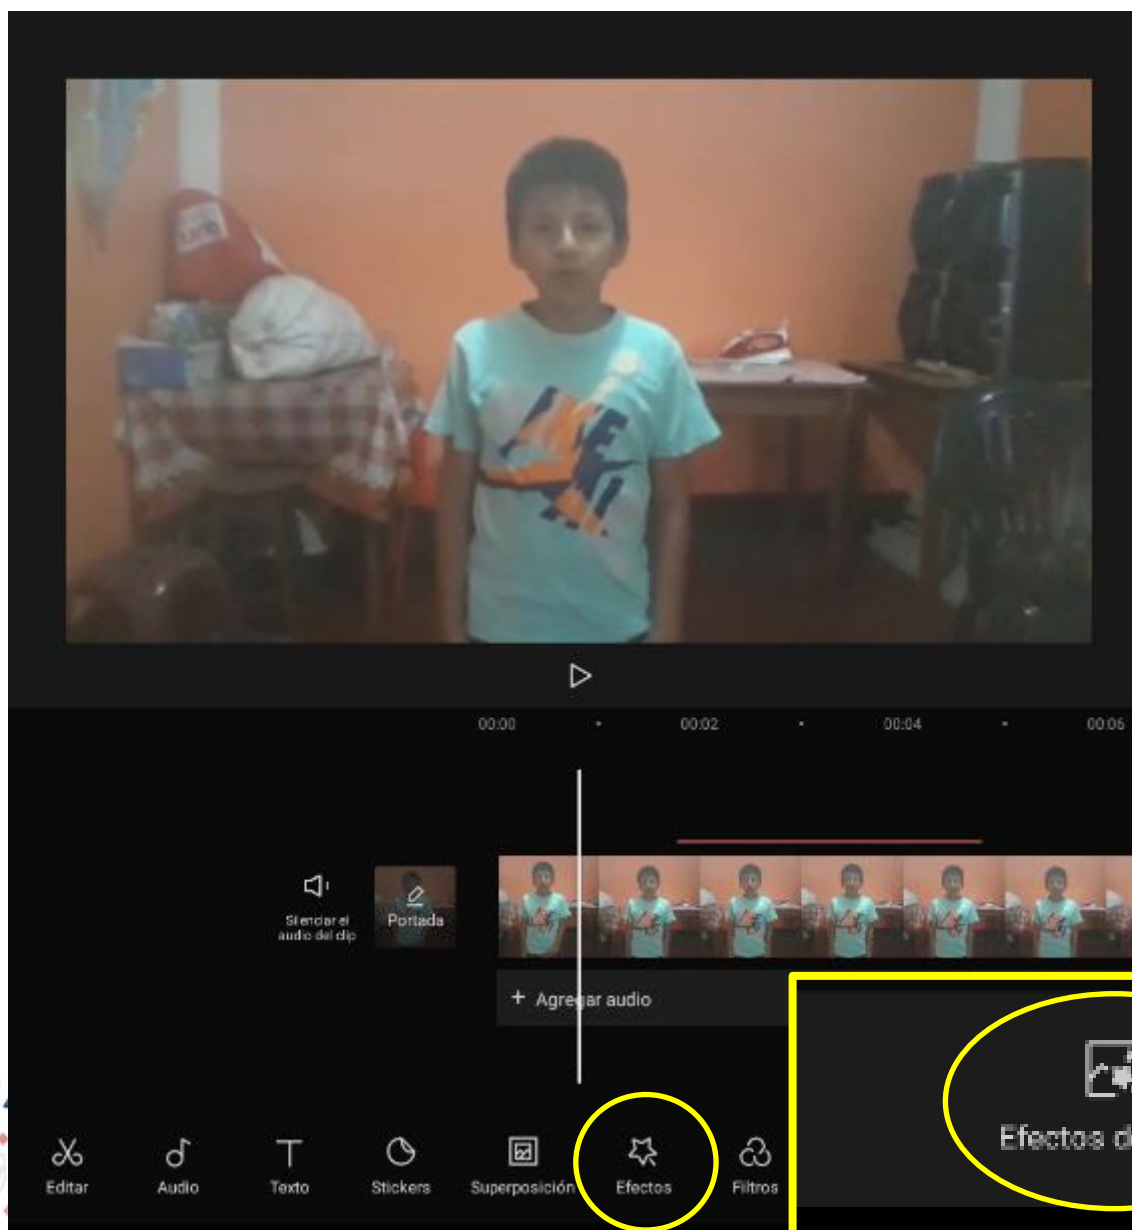 00:00
00:02
00:04
00:06
Silenciar el
audio del clip
Portada
+ Agregar audio
Efectos d
Editar
Audio
Texto
Stickers
Superposición
Efectos
Filtros